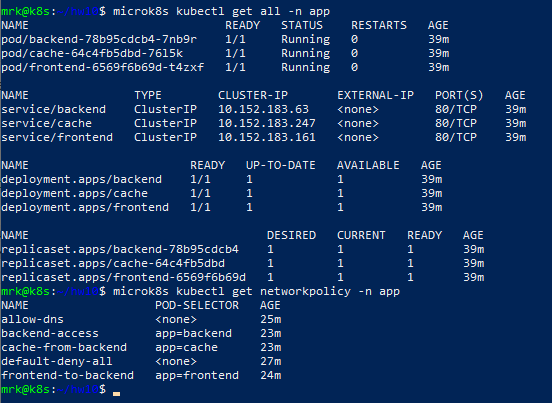 mrk@k8s:~/hw10$ microk8s kubectl get all -n app
NAME READY STATUS RESTARTS AGE
pod/backend-78b95cdcb4-7nb9r 1/1 Running 0 39m
pod/cache-64c4fb5dbd-76l5k 1/1 Running 0 39m
pod/frontend-6569f6b69d-t4zxf 1/1 Running 0 39m
NAME TYPE CLUSTER-IP EXTERNAL-IP PORT(S) AGE
service/backend ClusterIP 10.152.183.63 <none> 80/TCP 39m
service/cache ClusterIP 10.152.183.247 <none> 80/TCP 39m
service/frontend ClusterIP 10.152.183.161 <none> 80/TCP 39m
NAME READY UP-TO-DATE AVAILABLE AGE
deployment.apps/backend 1/1 1 1 39m
deployment.apps/cache 1/1 1 1 39m
deployment.apps/frontend 1/1 1 1 39m
NAME DESIRED CURRENT READY AGE
replicaset.apps/backend-78b95cdcb4 1 1 1 39m
replicaset.apps/cache-64c4fb5dbd 1 1 1 39m
replicaset.apps/frontend-6569f6b69d 1 1 1 39m
mrk@k8s:~/hw10$ microk8s kubectl get networkpolicy -n app
NAME POD-SELECTOR AGE
allow-dns <none> 25m
backend-access app=backend 23m
cache-from-backend app=cache 23m
default-deny-all <none> 27m
frontend-to-backend app=frontend 24m
mrk@k8s:~/hw10$